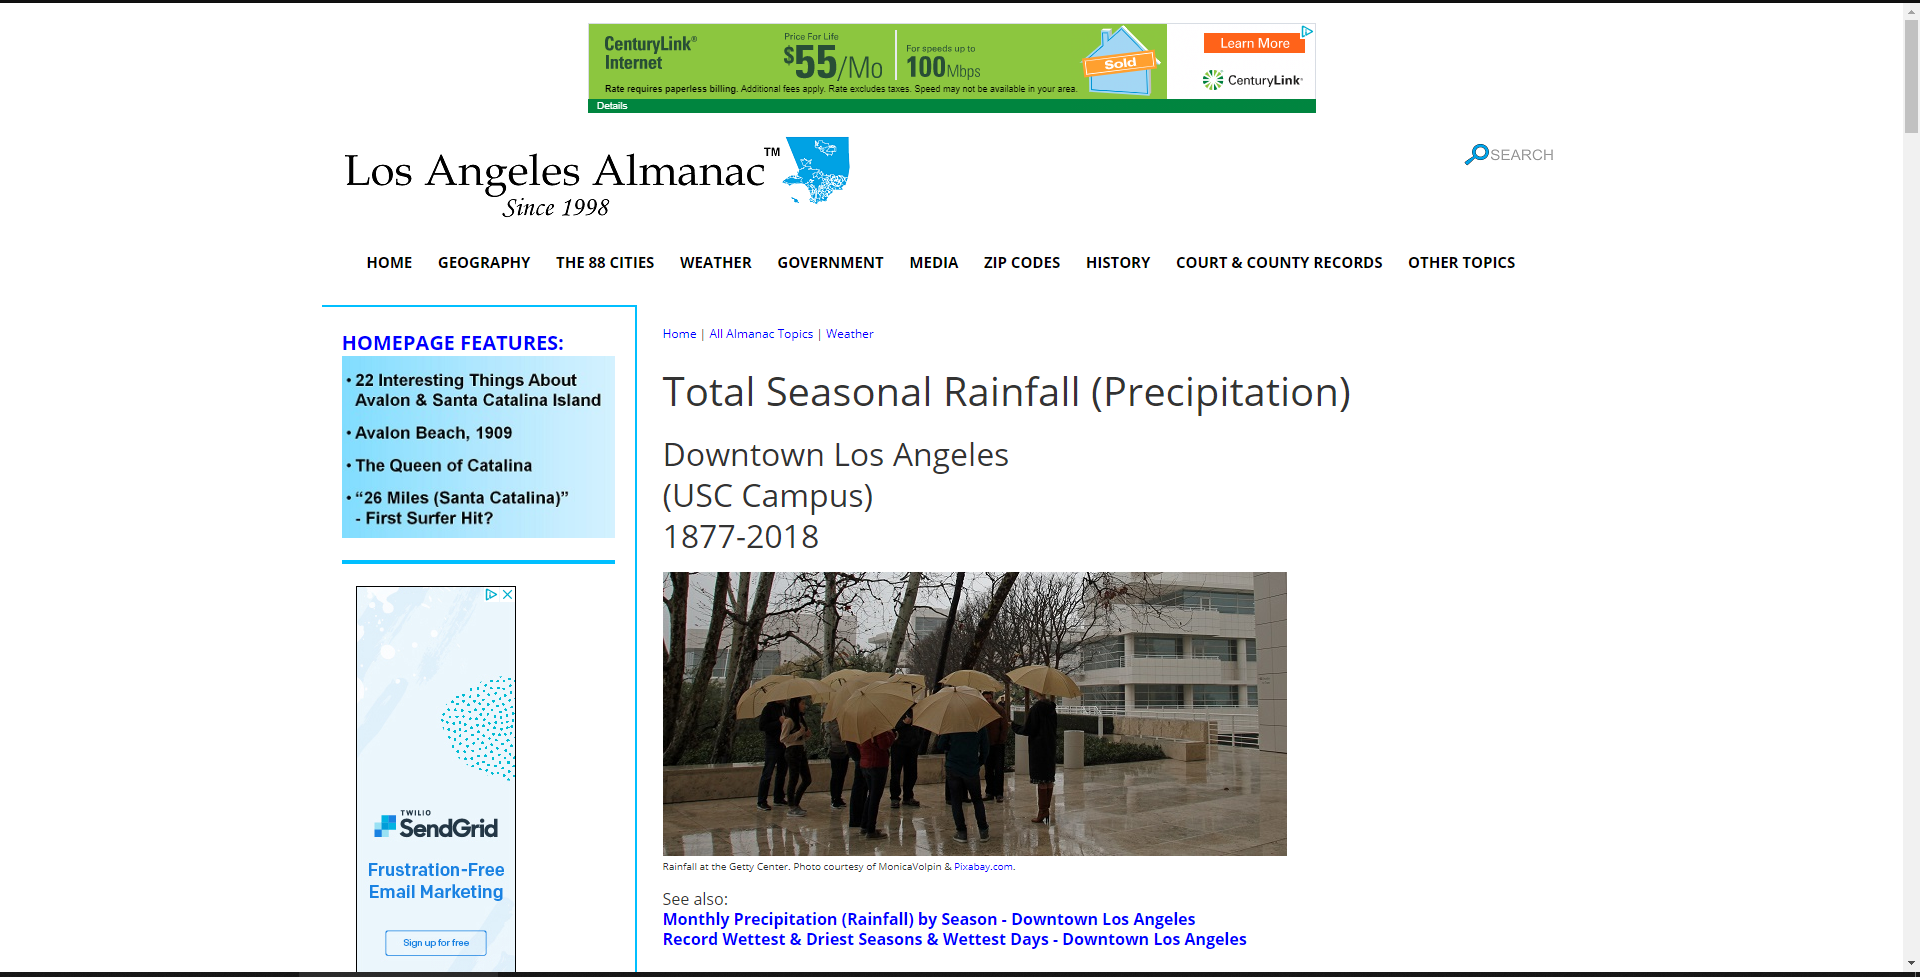 CenturyLink®
Internet
Price For Life
$55/Mo
For speeds up to
100Mbps
Sold
Learn More
CenturyLink®
Rate requires paperless billing. Additional fees apply. Rate excludes taxes. Speed may not be available in your area.
Details
Los Angeles Almanac™
Since 1998
SEARCH
HOME GEOGRAPHY THE 88 CITIES WEATHER GOVERNMENT MEDIA ZIP CODES HISTORY COURT & COUNTY RECORDS OTHER TOPICS
HOMEPAGE FEATURES:
• 22 Interesting Things About
Avalon & Santa Catalina Island
• Avalon Beach, 1909
• The Queen of Catalina
• “26 Miles (Santa Catalina)”
- First Surfer Hit?
TWILIO
SendGrid
Frustration-Free
Email Marketing
Sign up for free
Home | All Almanac Topics | Weather
Total Seasonal Rainfall (Precipitation)
Downtown Los Angeles
(USC Campus)
1877-2018
Rainfall at the Getty Center. Photo courtesy of MonicaVolpin & Pixabay.com.
See also:
Monthly Precipitation (Rainfall) by Season - Downtown Los Angeles
Record Wettest & Driest Seasons & Wettest Days - Downtown Los Angeles